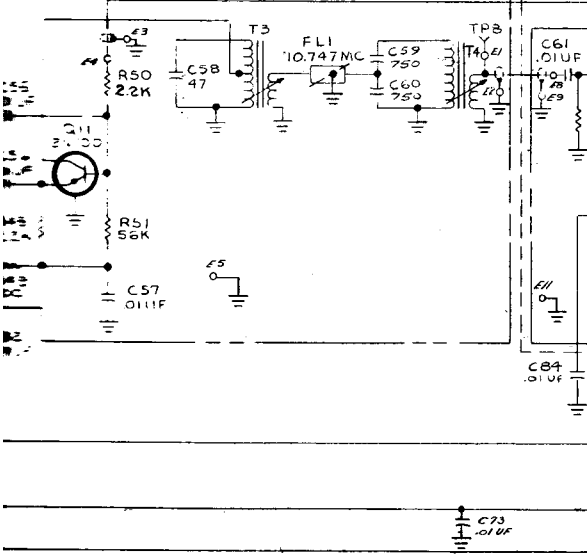 E3
T3
FL1
10.747MC
TP8
E4
R50
2.2K
C58
47
C59
750
T4
E1
C61
.01UF
C60
750
E2
E8
E9
Q11
R51
56K
E5
C57
.01UF
E11
C84
.01UF
C73
.01UF